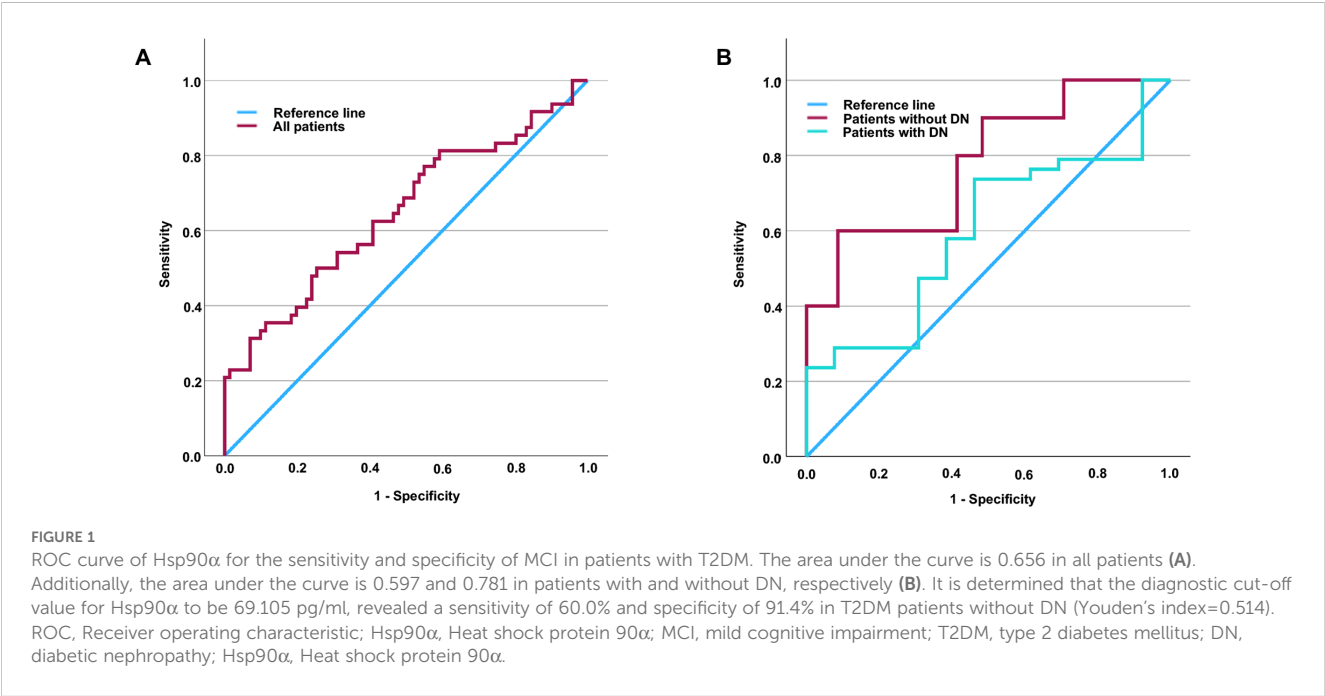 A
1.0
0.8
0.6
0.4
0.2
0.0
Sensitivity
Reference line
All patients
0.0 0.2 0.4 0.6 0.8 1.0
1 - Specificity
B
1.0
0.8
0.6
0.4
0.2
0.0
Sensitivity
Reference line
Patients without DN
Patients with DN
0.0 0.2 0.4 0.6 0.8 1.0
1 - Specificity
FIGURE 1
ROC curve of Hsp90α for the sensitivity and specificity of MCI in patients with T2DM. The area under the curve is 0.656 in all patients (A).
Additionally, the area under the curve is 0.597 and 0.781 in patients with and without DN, respectively (B). It is determined that the diagnostic cut-off
value for Hsp90α to be 69.105 pg/ml, revealed a sensitivity of 60.0% and specificity of 91.4% in T2DM patients without DN (Youden's index=0.514).
ROC, Receiver operating characteristic; Hsp90α, Heat shock protein 90α; MCI, mild cognitive impairment; T2DM, type 2 diabetes mellitus; DN,
diabetic nephropathy; Hsp90α, Heat shock protein 90α.